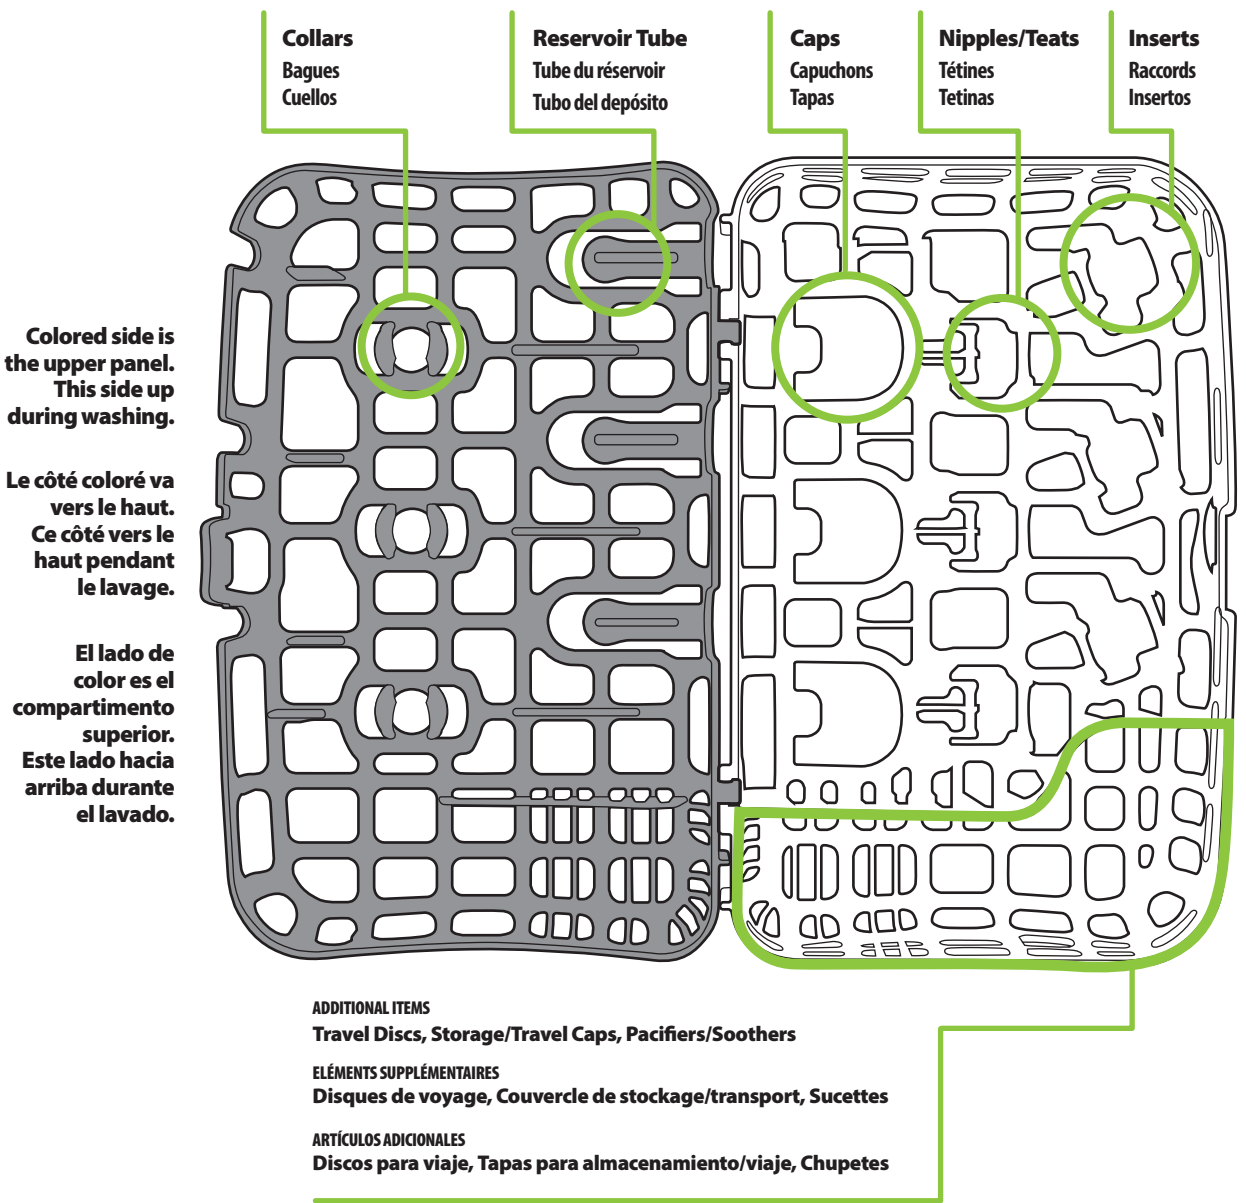 Collars
Bagues
Cuellos
Reservoir Tube
Tube du réservoir
Tubo del depósito
Caps
Capuchons
Tapas
Nipples/Teats
Tétines
Tetinas
Inserts
Raccords
Insertos
Colored side is
the upper panel.
This side up
during washing.
Le côté coloré va
vers le haut.
Ce côté vers le
haut pendant
le lavage.
El lado de
color es el
compartimento
superior.
Este lado hacia
arriba durante
el lavado.
ADDITIONAL ITEMS
Travel Discs, Storage/Travel Caps, Pacifiers/Soothers
ELÉMENTS SUPPLÉMENTAIRES
Disques de voyage, Couvercle de stockage/transport, Sucettes
ARTÍCULOS ADICIONALES
Discos para viaje, Tapas para almacenamiento/viaje, Chupetes